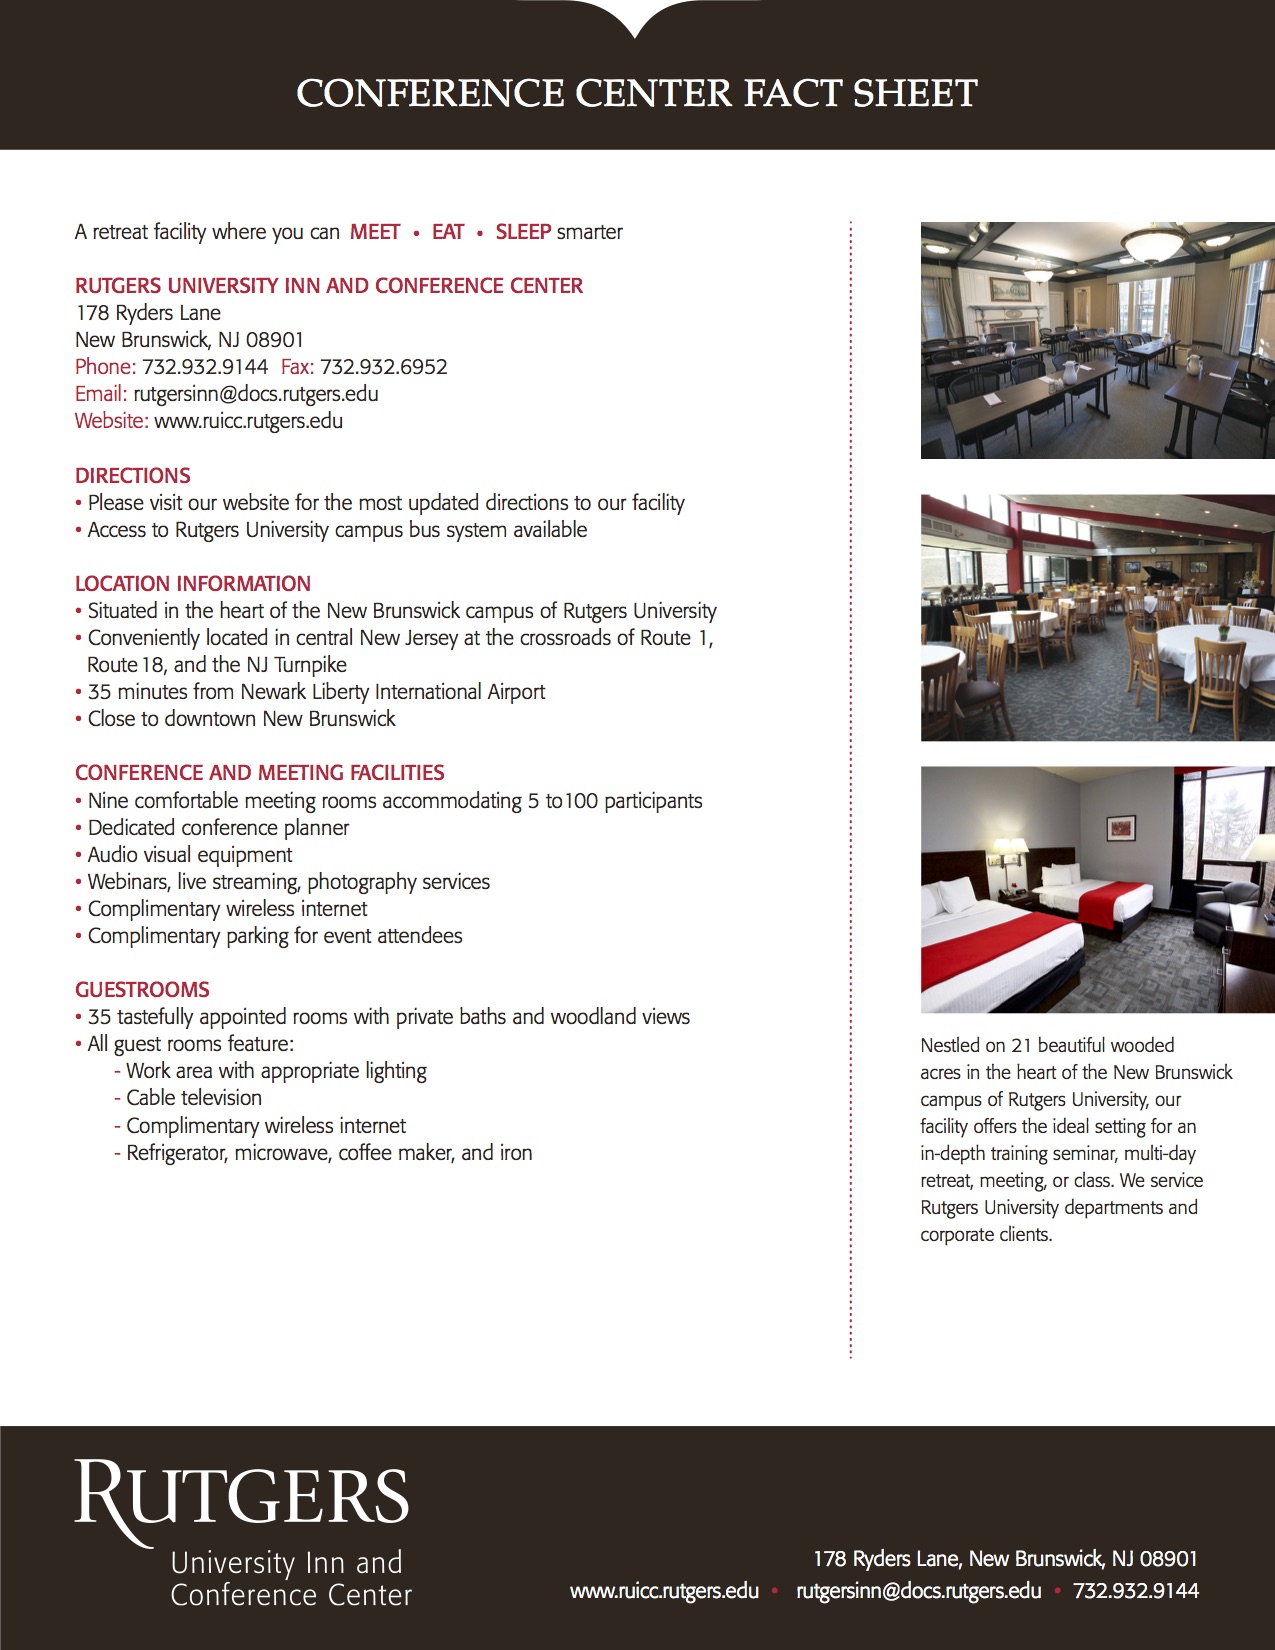 CONFERENCE CENTER FACT SHEET
A retreat facility where you can MEET • EAT • SLEEP smarter
RUTGERS UNIVERSITY INN AND CONFERENCE CENTER
178 Ryders Lane
New Brunswick, NJ 08901
Phone: 732.932.9144 Fax: 732.932.6952
Email: rutgersinn@docs.rutgers.edu
Website: www.ruicc.rutgers.edu
DIRECTIONS
• Please visit our website for the most updated directions to our facility
• Access to Rutgers University campus bus system available
LOCATION INFORMATION
• Situated in the heart of the New Brunswick campus of Rutgers University
• Conveniently located in central New Jersey at the crossroads of Route 1,
Route 18, and the NJ Turnpike
• 35 minutes from Newark Liberty International Airport
• Close to downtown New Brunswick
CONFERENCE AND MEETING FACILITIES
• Nine comfortable meeting rooms accommodating 5 to 100 participants
• Dedicated conference planner
• Audio visual equipment
• Webinars, live streaming, photography services
• Complimentary wireless internet
• Complimentary parking for event attendees
GUESTROOMS
• 35 tastefully appointed rooms with private baths and woodland views
• All guest rooms feature:
- Work area with appropriate lighting
- Cable television
- Complimentary wireless internet
- Refrigerator, microwave, coffee maker, and iron
Nestled on 21 beautiful wooded
acres in the heart of the New Brunswick
campus of Rutgers University, our
facility offers the ideal setting for an
in-depth training seminar, multi-day
retreat, meeting, or class. We service
Rutgers University departments and
corporate clients.
RUTGERS
University Inn and
Conference Center
178 Ryders Lane, New Brunswick, NJ 08901
www.ruicc.rutgers.edu • rutgersinn@docs.rutgers.edu • 732.932.9144